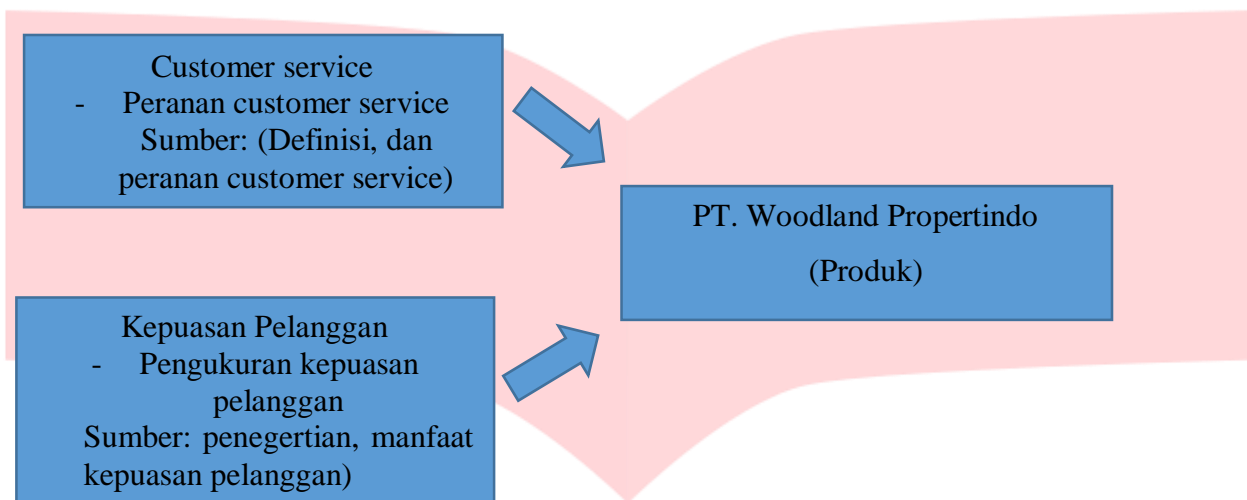 Customer service
- Peranan customer service
Sumber: (Definisi, dan
peranan customer service)
PT. Woodland Propertindo
(Produk)
Kepuasan Pelanggan
- Pengukuran kepuasan
pelanggan
Sumber: penegertian, manfaat
kepuasan pelanggan)